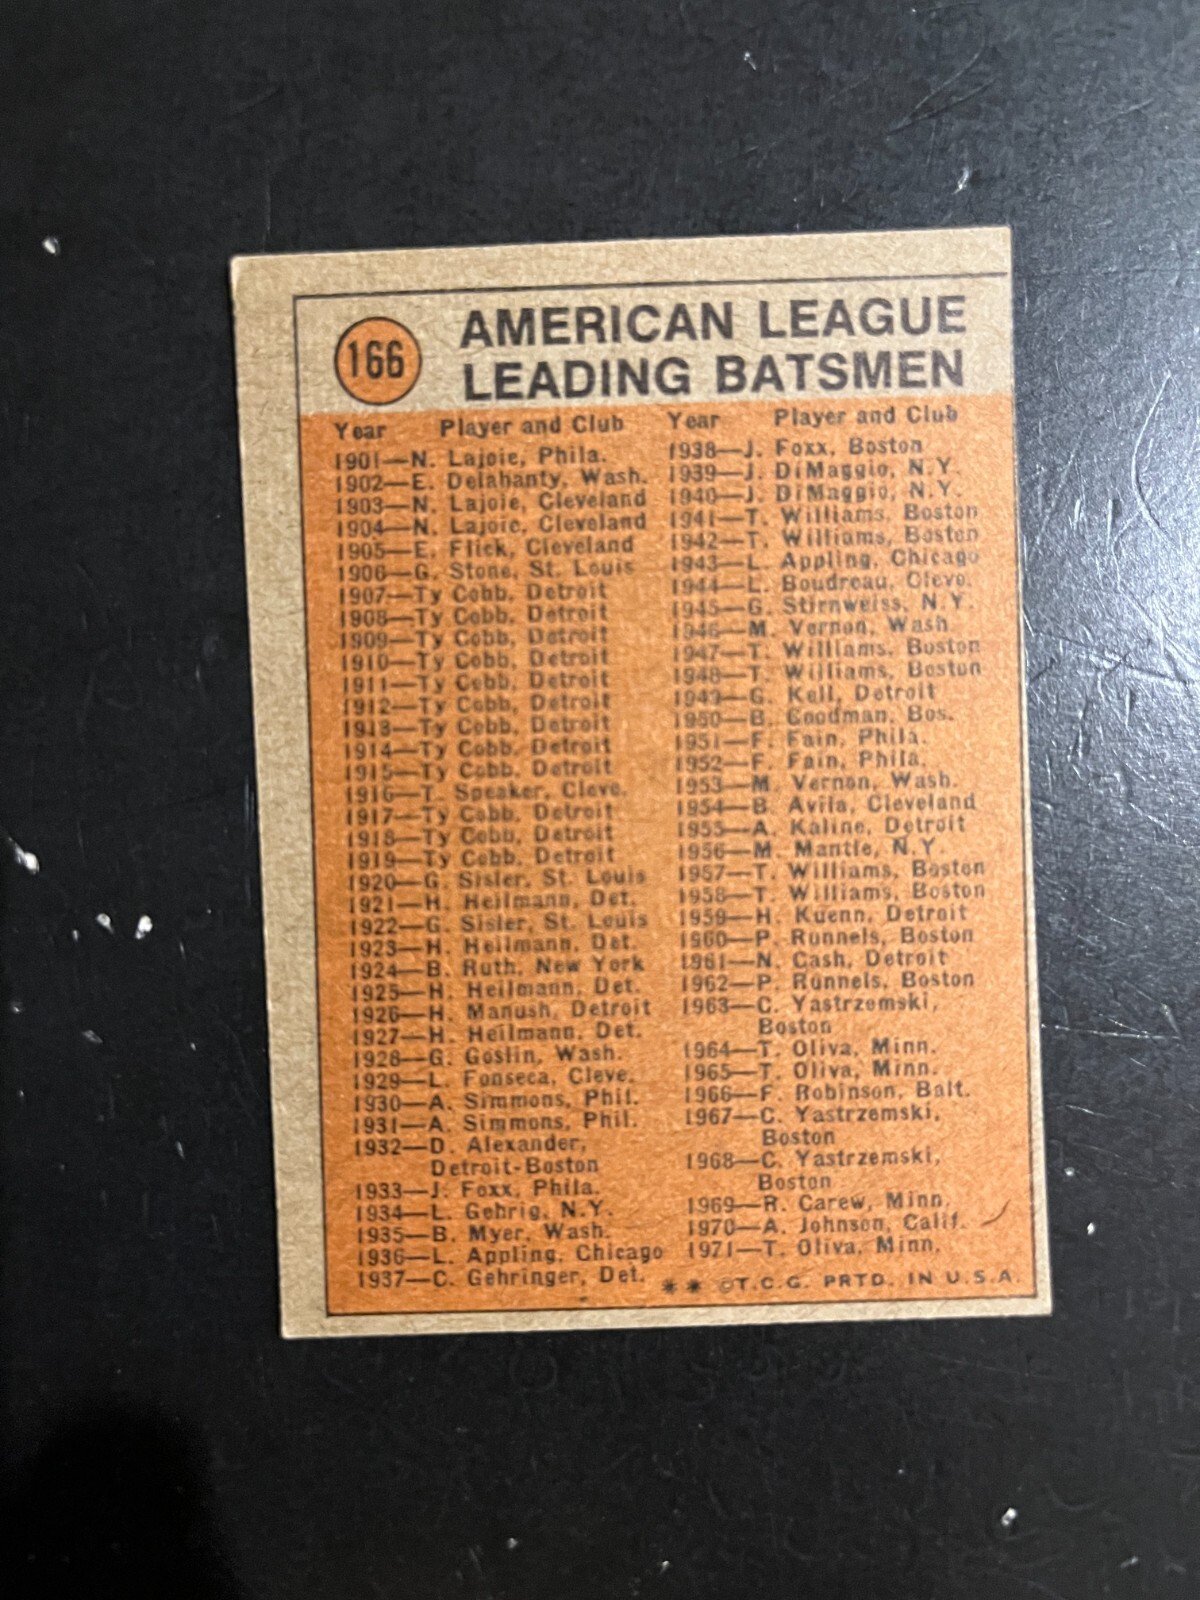 166
AMERICAN LEAGUE
LEADING BATSMEN
Year Player and Club
1901—N. Lajoie, Phila.
1902—E. Delahanty, Wash.
1903—N. Lajoie, Cleveland
1904—N. Lajoie, Cleveland
1905—E. Flick, Cleveland
1906—G. Stone, St. Louis
1907—Ty Cobb, Detroit
1908—Ty Cobb, Detroit
1909—Ty Cobb, Detroit
1910—Ty Cobb, Detroit
1911—Ty Cobb, Detroit
1912—Ty Cobb, Detroit
1913—Ty Cobb, Detroit
1914—Ty Cobb, Detroit
1915—Ty Cobb, Detroit
1916—T. Speaker, Cleve.
1917—Ty Cobb, Detroit
1918—Ty Cobb, Detroit
1919—Ty Cobb, Detroit
1920—G. Sisler, St. Louis
1921—H. Heilmann, Det.
1922—G. Sisler, St. Louis
1923—H. Heilmann, Det.
1924—B. Ruth, New York
1925—H. Heilmann, Det.
1926—H. Manush, Detroit
1927—H. Heilmann, Det.
1928—G. Goslin, Wash.
1929—L. Fonseca, Cleve.
1930—A. Simmons, Phil.
1931—A. Simmons, Phil.
1932—D. Alexander,
Detroit-Boston
1933—J. Foxx, Phila.
1934—L. Gehrig, N.Y.
1935—B. Myer, Wash.
1936—L. Appling, Chicago
1937—C. Gehringer, Det.
Year Player and Club
1938—J. Foxx, Boston
1939—J. DiMaggio, N.Y.
1940—J. DiMaggio, N.Y.
1941—T. Williams, Boston
1942—T. Williams, Boston
1943—L. Appling, Chicago
1944—L. Boudreau, Cleve.
1945—G. Stirnweiss, N.Y.
1946—M. Vernon, Wash.
1947—T. Williams, Boston
1948—T. Williams, Boston
1949—G. Kell, Detroit
1950—B. Goodman, Bos.
1951—F. Fain, Phila.
1952—F. Fain, Phila.
1953—M. Vernon, Wash.
1954—B. Avila, Cleveland
1955—A. Kaline, Detroit
1956—M. Mantle, N.Y.
1957—T. Williams, Boston
1958—T. Williams, Boston
1959—H. Kuenn, Detroit
1960—P. Runnels, Boston
1961—N. Cash, Detroit
1962—P. Runnels, Boston
1963—C. Yastrzemski,
Boston
1964—T. Oliva, Minn.
1965—T. Oliva, Minn.
1966—F. Robinson, Balt.
1967—C. Yastrzemski,
Boston
1968—C. Yastrzemski,
Boston
1969—R. Carew, Minn.
1970—A. Johnson, Calif.
1971—T. Oliva, Minn.
** ©T.C.G. PRTD. IN U.S.A.